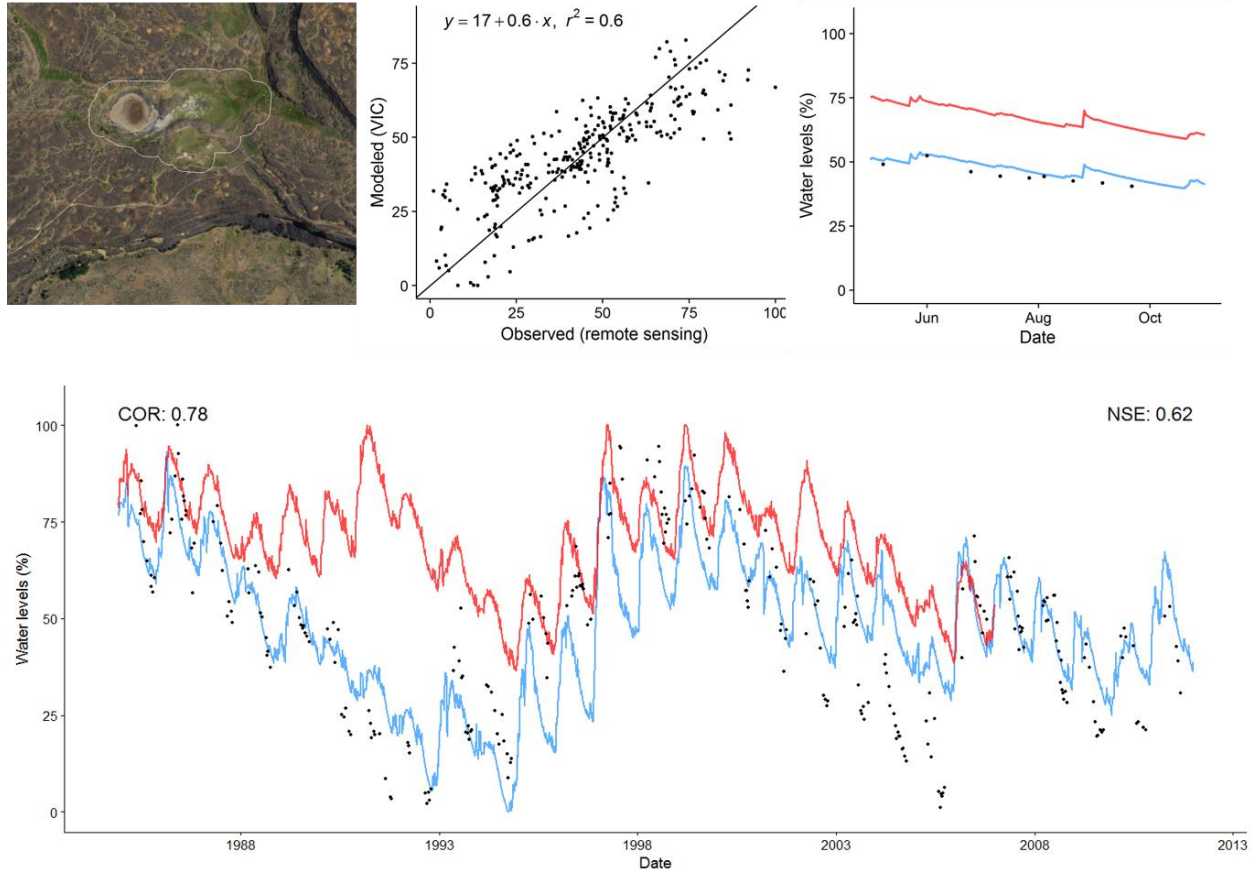 y = 17 + 0.6 · x, r² = 0.6
75
50
25
0
Modeled (VIC)
0 25 50 75 100
Observed (remote sensing)
100
75
50
25
0
Water levels (%)
Jun Aug Oct
Date
COR: 0.78 NSE: 0.62
100
75
50
25
0
Water levels (%)
1988 1993 1998 2003 2008 2013
Date